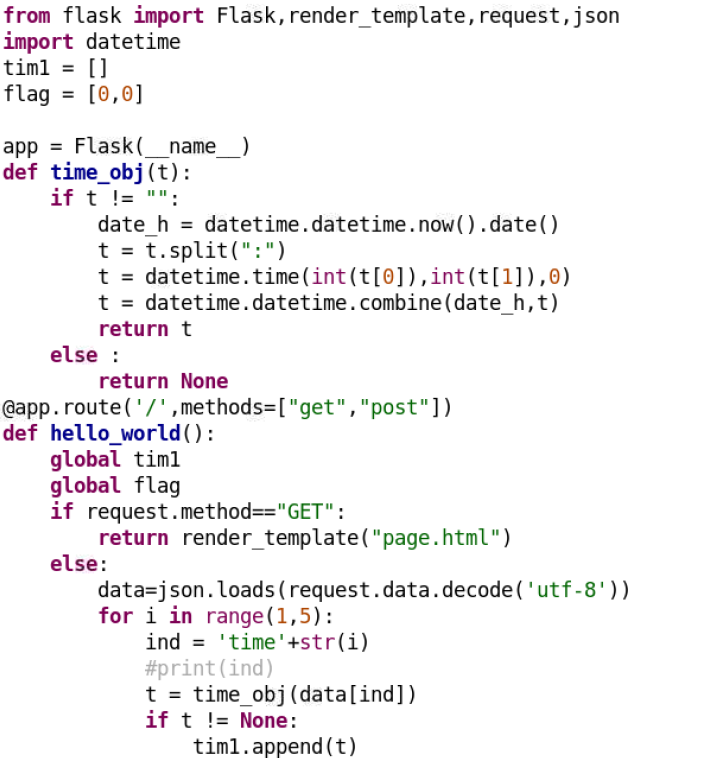 from flask import Flask,render_template,request,json
import datetime
tim1 = []
flag = [0,0]

app = Flask(__name__)
def time_obj(t):
    if t != "":
        date_h = datetime.datetime.now().date()
        t = t.split(":")
        t = datetime.time(int(t[0]),int(t[1]),0)
        t = datetime.datetime.combine(date_h,t)
        return t
    else :
        return None
@app.route('/',methods=["get","post"])
def hello_world():
    global tim1
    global flag
    if request.method=="GET":
        return render_template("page.html")
    else:
        data=json.loads(request.data.decode('utf-8'))
        for i in range(1,5):
            ind = 'time'+str(i)
            #print(ind)
            t = time_obj(data[ind])
            if t != None:
                tim1.append(t)